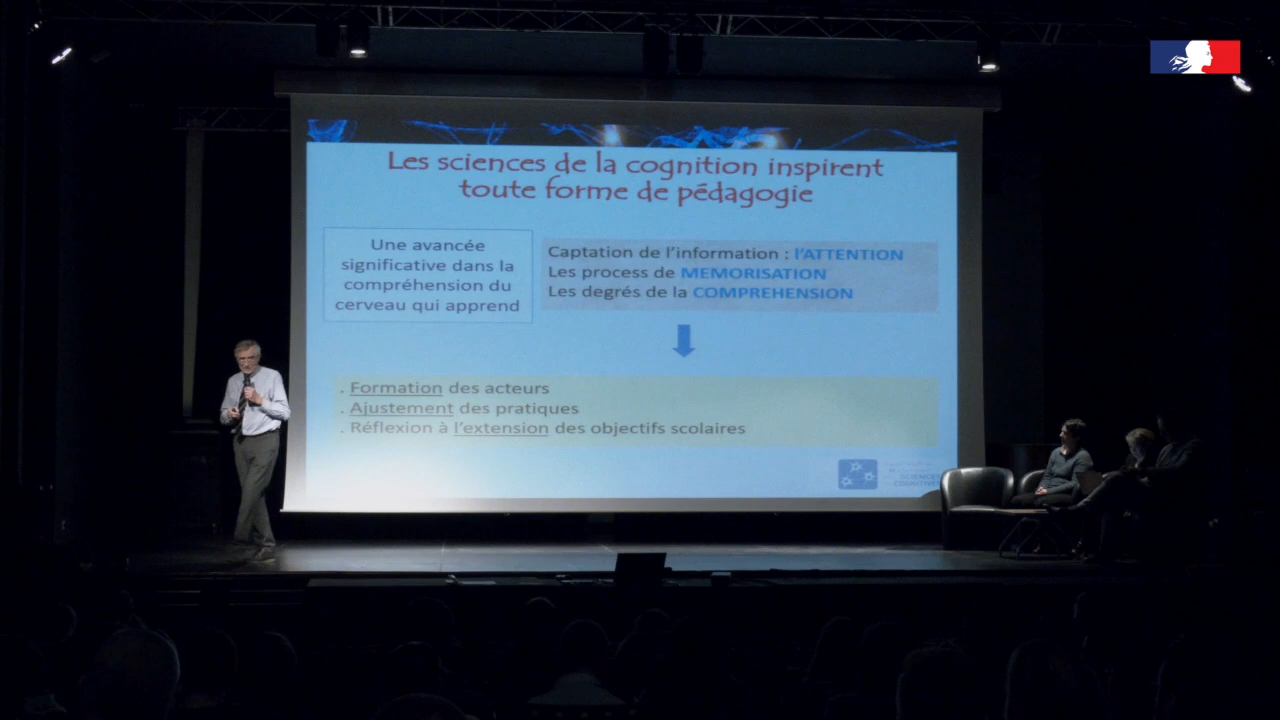 Les sciences de la cognition inspirent
toute forme de pédagogie
Une avancée
significative dans la
compréhension du
cerveau qui apprend
Captation de l'information : l'ATTENTION
Les process de MEMORISATION
Les degrés de la COMPREHENSION
. Formation des acteurs
. Ajustement des pratiques
. Réflexion à l'extension des objectifs scolaires
SCIENCES
COGNITIVES